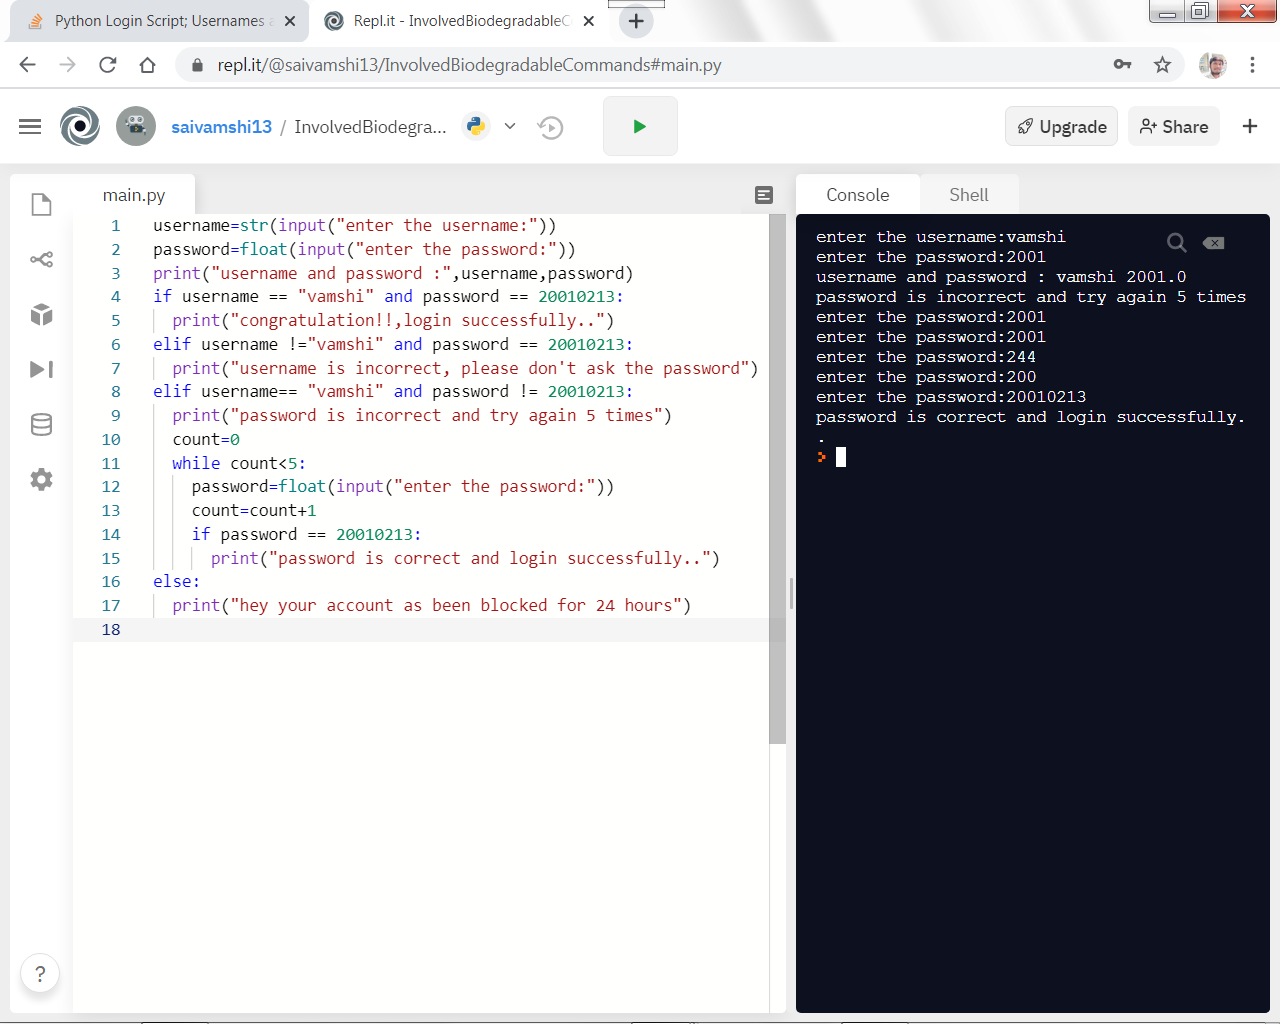 Python Login Script; Usernames a
Repl.it - InvolvedBiodegradableC
repl.it/@saivamshi13/InvolvedBiodegradableCommands#main.py
saivamshi13 / InvolvedBiodegra...
Upgrade
Share
main.py
1 username=str(input("enter the username:"))
2 password=float(input("enter the password:"))
3 print("username and password :",username,password)
4 if username == "vamshi" and password == 20010213:
5 print("congratulation!!,login successfully..")
6 elif username !="vamshi" and password == 20010213:
7 print("username is incorrect, please don't ask the password")
8 elif username== "vamshi" and password != 20010213:
9 print("password is incorrect and try again 5 times")
10 count=0
11 while count<5:
12 password=float(input("enter the password:"))
13 count=count+1
14 if password == 20010213:
15 print("password is correct and login successfully..")
16 else:
17 print("hey your account as been blocked for 24 hours")
18
?
Console
Shell
enter the username:vamshi
enter the password:2001
username and password : vamshi 2001.0
password is incorrect and try again 5 times
enter the password:2001
enter the password:2001
enter the password:244
enter the password:200
enter the password:20010213
password is correct and login successfully.
.
>